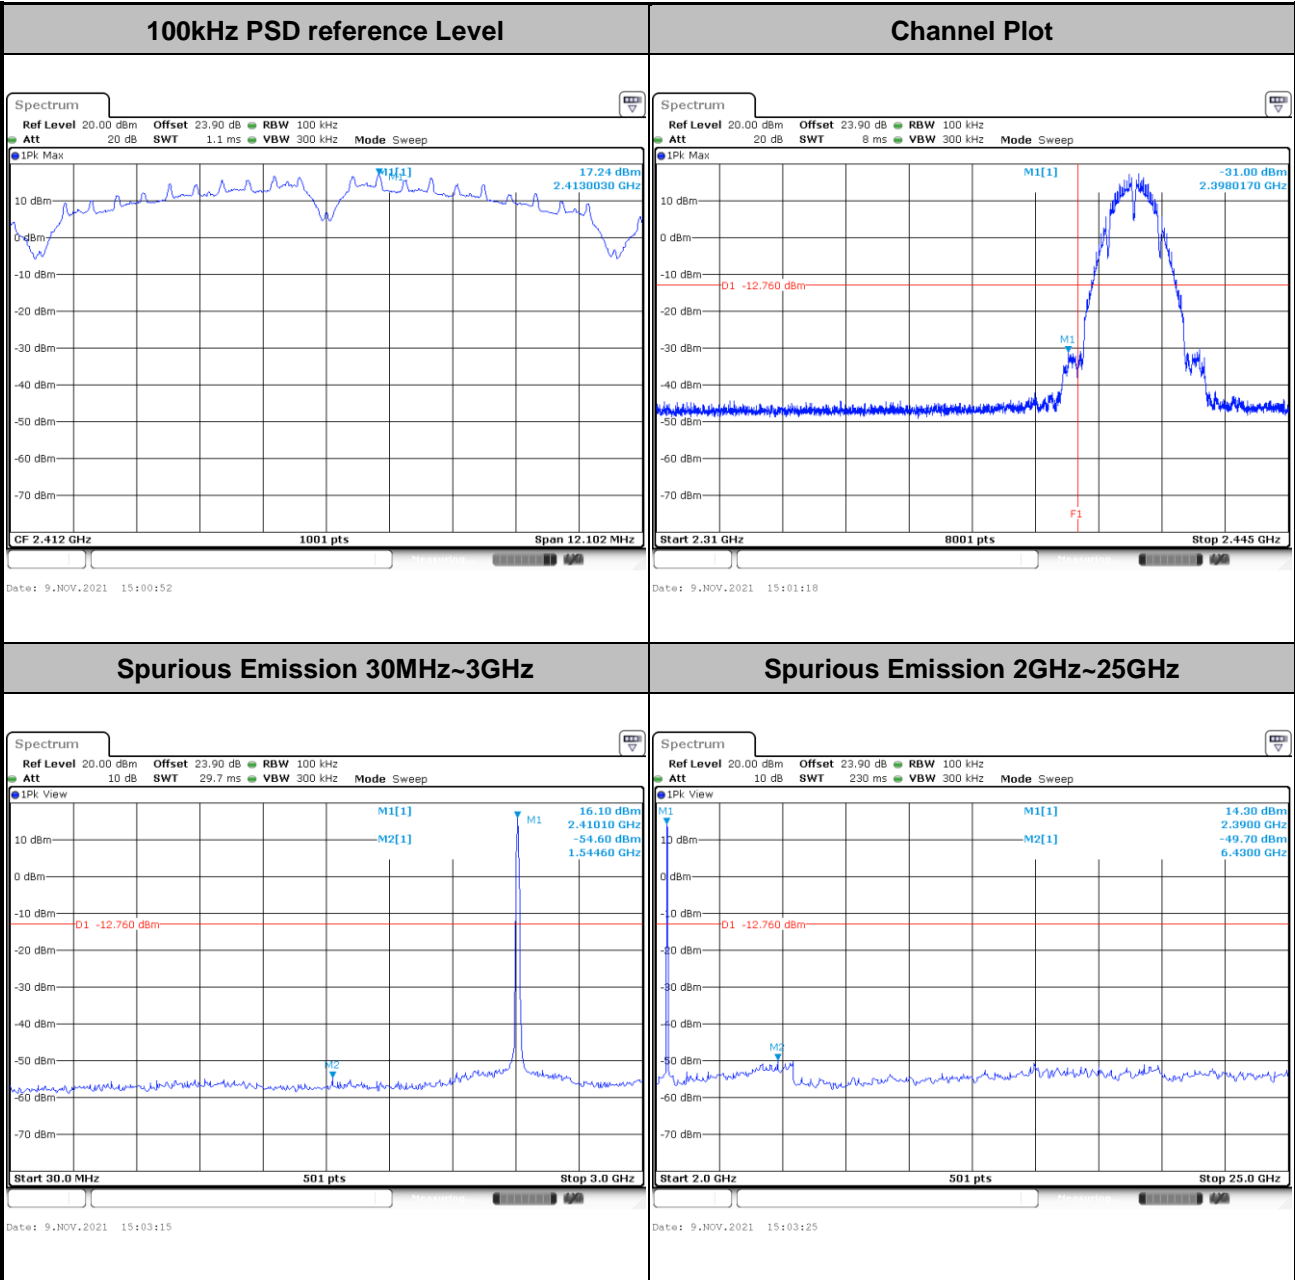 100kHz PSD reference Level
Channel Plot
Spectrum
Ref Level 20.00 dBm Offset 23.90 dB RBW 100 kHz
Att 20 dB SWT 1.1 ms VBW 300 kHz Mode Sweep
1Pk Max
M1[1] 17.24 dBm
2.4130030 GHz
M1
10 dBm
0 dBm
-10 dBm
-20 dBm
-30 dBm
-40 dBm
-50 dBm
-60 dBm
-70 dBm
CF 2.412 GHz 1001 pts Span 12.102 MHz
Date: 9.NOV.2021 15:00:52
Spectrum
Ref Level 20.00 dBm Offset 23.90 dB RBW 100 kHz
Att 20 dB SWT 8 ms VBW 300 kHz Mode Sweep
1Pk Max
M1[1] -31.00 dBm
2.3980170 GHz
10 dBm
0 dBm
-10 dBm
D1 -12.760 dBm
-20 dBm
-30 dBm
M1
-40 dBm
-50 dBm
-60 dBm
-70 dBm
F1
Start 2.31 GHz 8001 pts Stop 2.445 GHz
Date: 9.NOV.2021 15:01:18
Spurious Emission 30MHz~3GHz
Spurious Emission 2GHz~25GHz
Spectrum
Ref Level 20.00 dBm Offset 23.90 dB RBW 100 kHz
Att 10 dB SWT 29.7 ms VBW 300 kHz Mode Sweep
1Pk View
M1[1] 16.10 dBm
2.41010 GHz
M2[1] -54.60 dBm
1.54460 GHz
M1
10 dBm
0 dBm
-10 dBm
D1 -12.760 dBm
-20 dBm
-30 dBm
-40 dBm
-50 dBm
M2
-60 dBm
-70 dBm
Start 30.0 MHz 501 pts Stop 3.0 GHz
Date: 9.NOV.2021 15:03:15
Spectrum
Ref Level 20.00 dBm Offset 23.90 dB RBW 100 kHz
Att 10 dB SWT 230 ms VBW 300 kHz Mode Sweep
1Pk View
M1[1] 14.30 dBm
2.3900 GHz
M2[1] -49.70 dBm
6.4300 GHz
M1
10 dBm
0 dBm
-10 dBm
D1 -12.760 dBm
-20 dBm
-30 dBm
-40 dBm
M2
-50 dBm
-60 dBm
-70 dBm
Start 2.0 GHz 501 pts Stop 25.0 GHz
Date: 9.NOV.2021 15:03:25